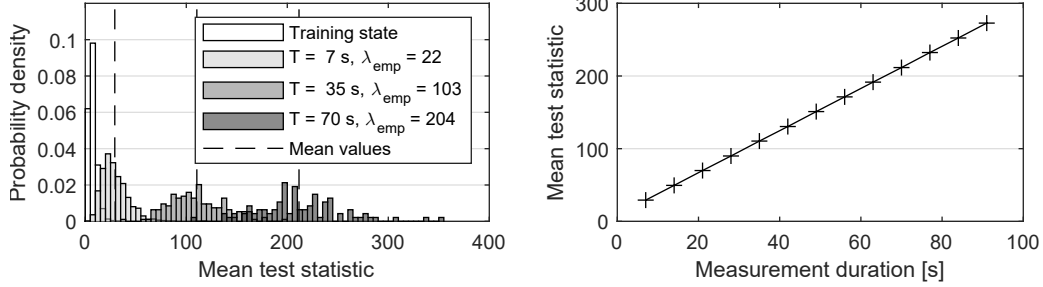 Probability density
0.1
0.08
0.06
0.04
0.02
0
0 100 200 300 400
Mean test statistic
Training state
T = 7 s, λemp = 22
T = 35 s, λemp = 103
T = 70 s, λemp = 204
Mean values
Mean test statistic
300
200
100
0
0 20 40 60 80 100
Measurement duration [s]